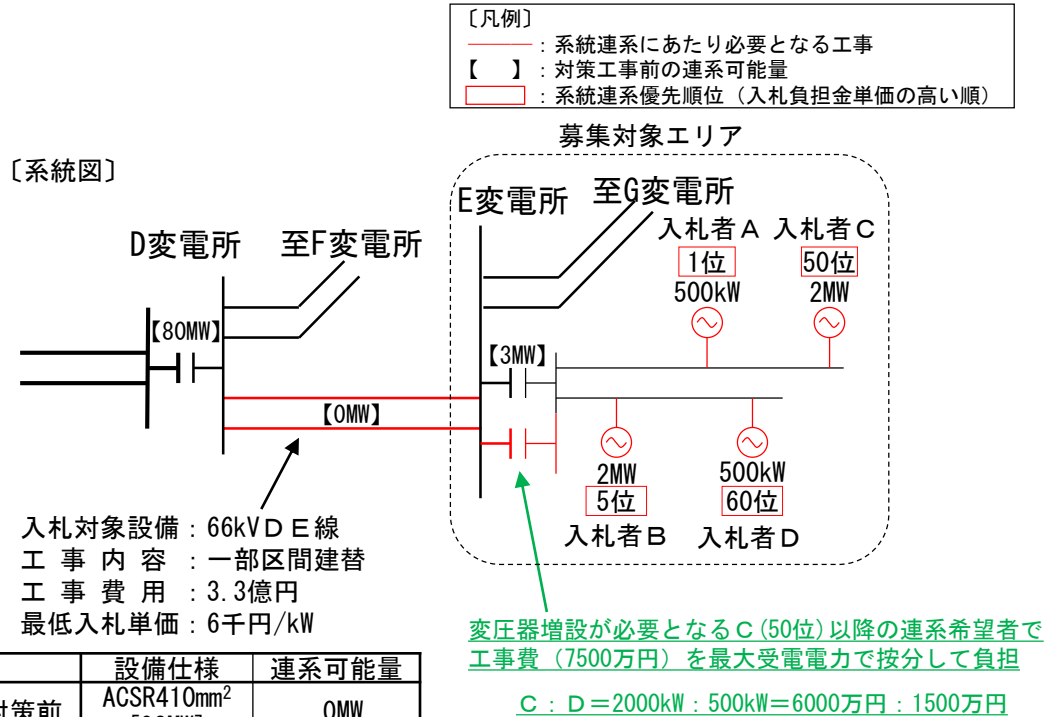 〔凡例〕
：系統連系にあたり必要となる工事
【　】：対策工事前の連系可能量
：系統連系優先順位（入札負担金単価の高い順）
募集対象エリア
〔系統図〕
E変電所
至G変電所
D変電所
至F変電所
入札者A 入札者C
1位 50位
500kW 2MW
【80MW】
【3MW】
【0MW】
2MW 500kW
5位 60位
入札者B 入札者D
入札対象設備：66kVDE線
工事内容：一部区間建替
工事費用：3.3億円
最低入札単価：6千円/kW
変圧器増設が必要となるC(50位)以降の連系希望者で
工事費（7500万円）を最大受電電力で按分して負担
C：D＝2000kW：500kW＝6000万円：1500万円
設備仕様 連系可能量
ACSR410mm² 0MW